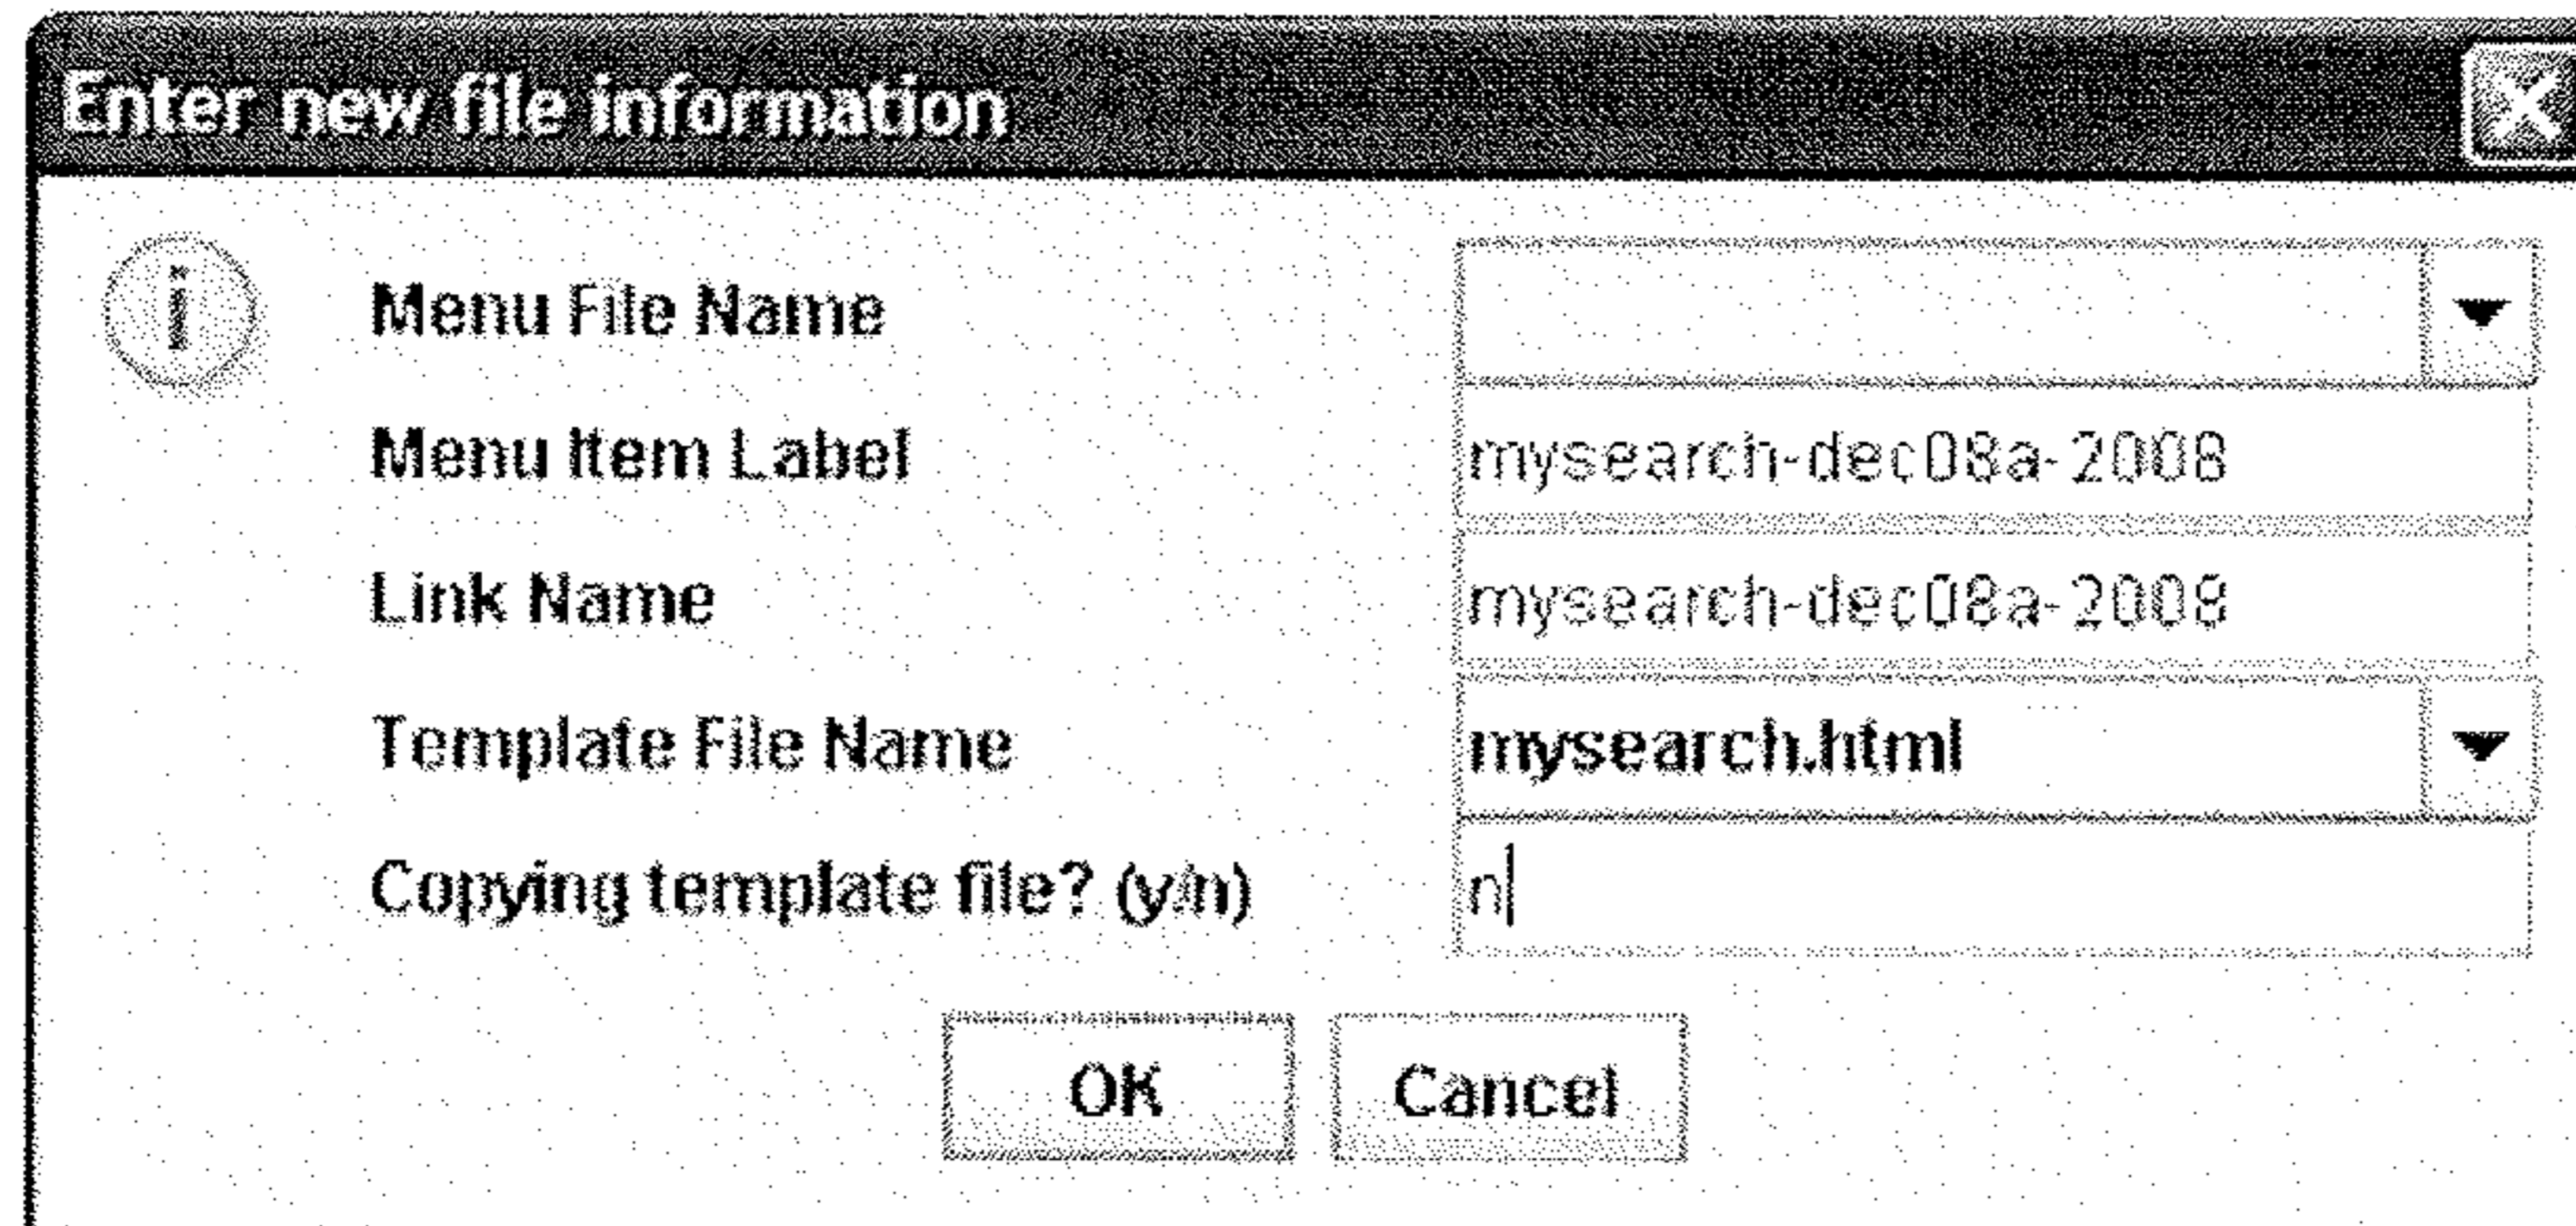 Enter new file information
Menu File Name
Menu Item Label mysearch-dec08a-2008
Link Name mysearch-dec08a-2008
Template File Name mysearch.html
Copying template file? (y/n) n
OK Cancel